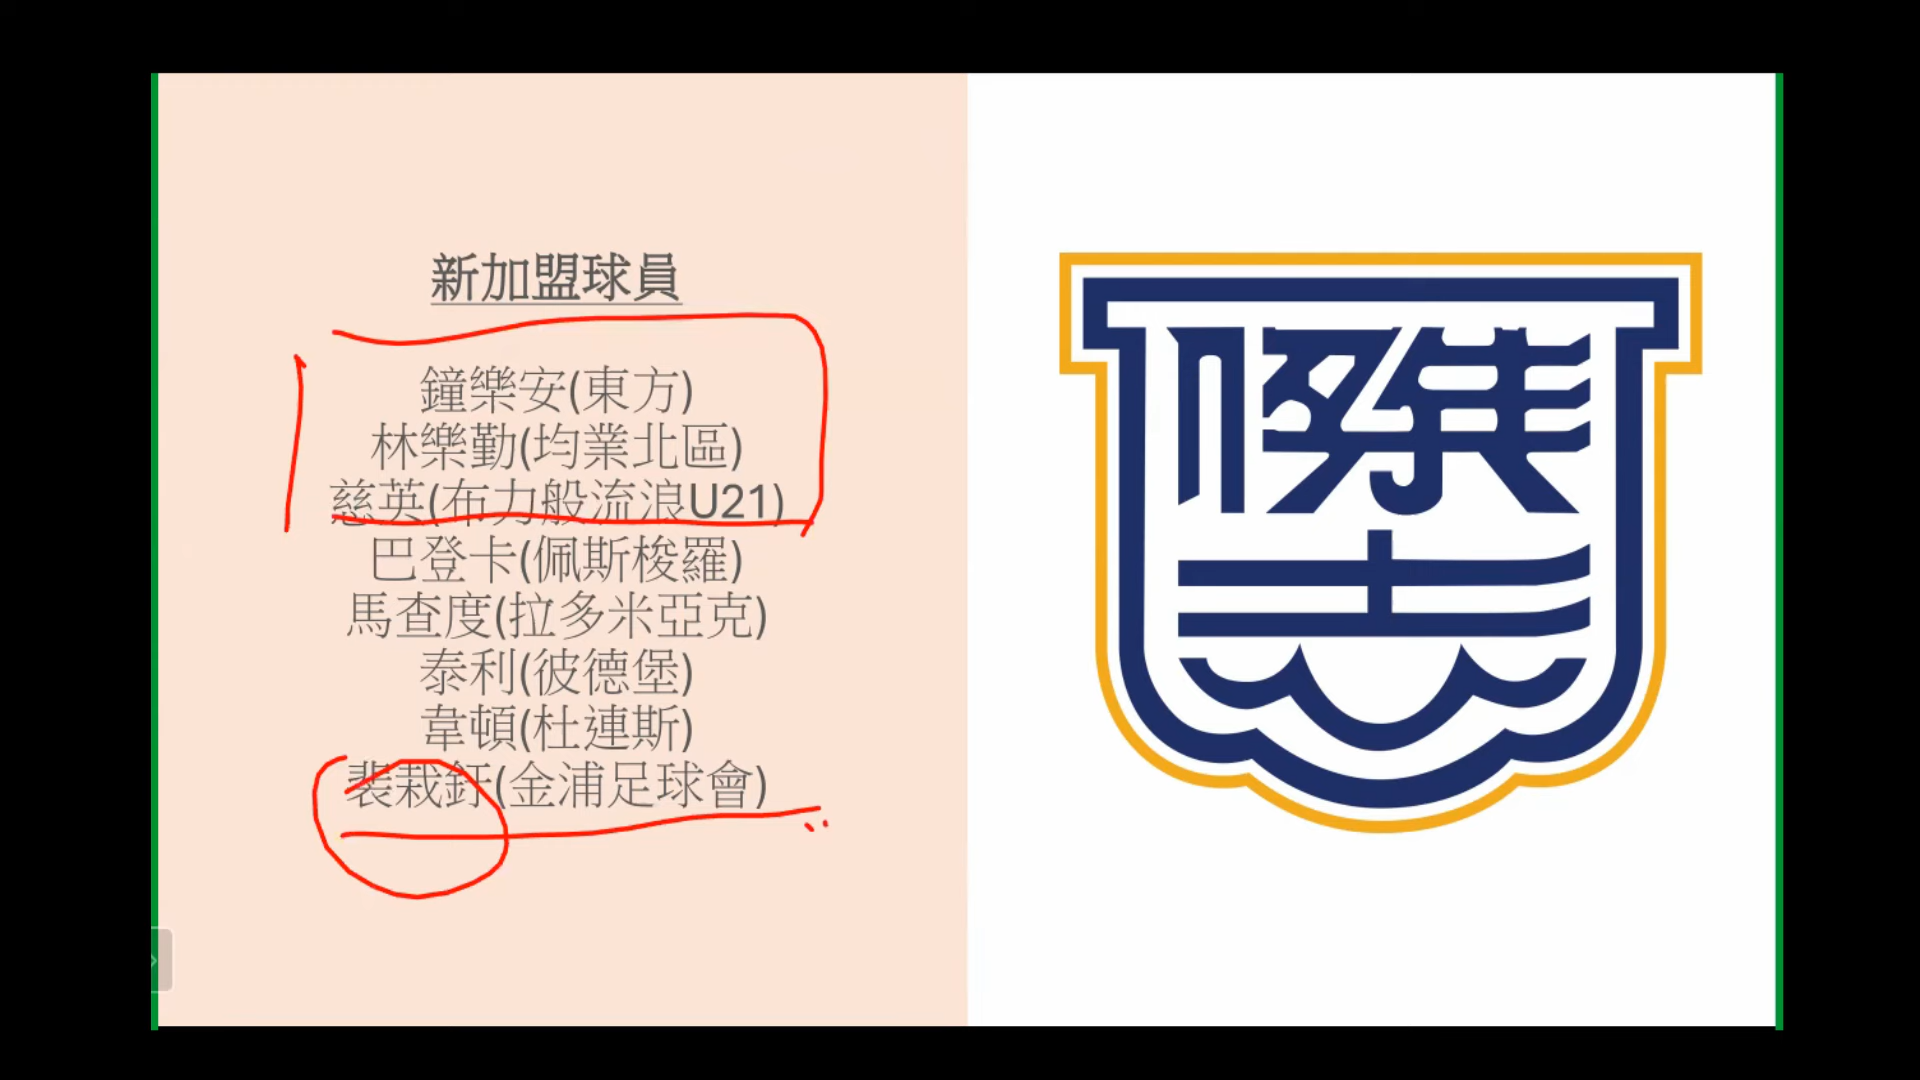 新加盟球員
鐘樂安(東方)
林樂勤(均業北區)
慈英(布力般流浪U21)
巴登卡(佩斯梭羅)
馬查度(拉多米亞克)
泰利(彼德堡)
韋頓(杜連斯)
裴栽釪(金浦足球會)
傑志